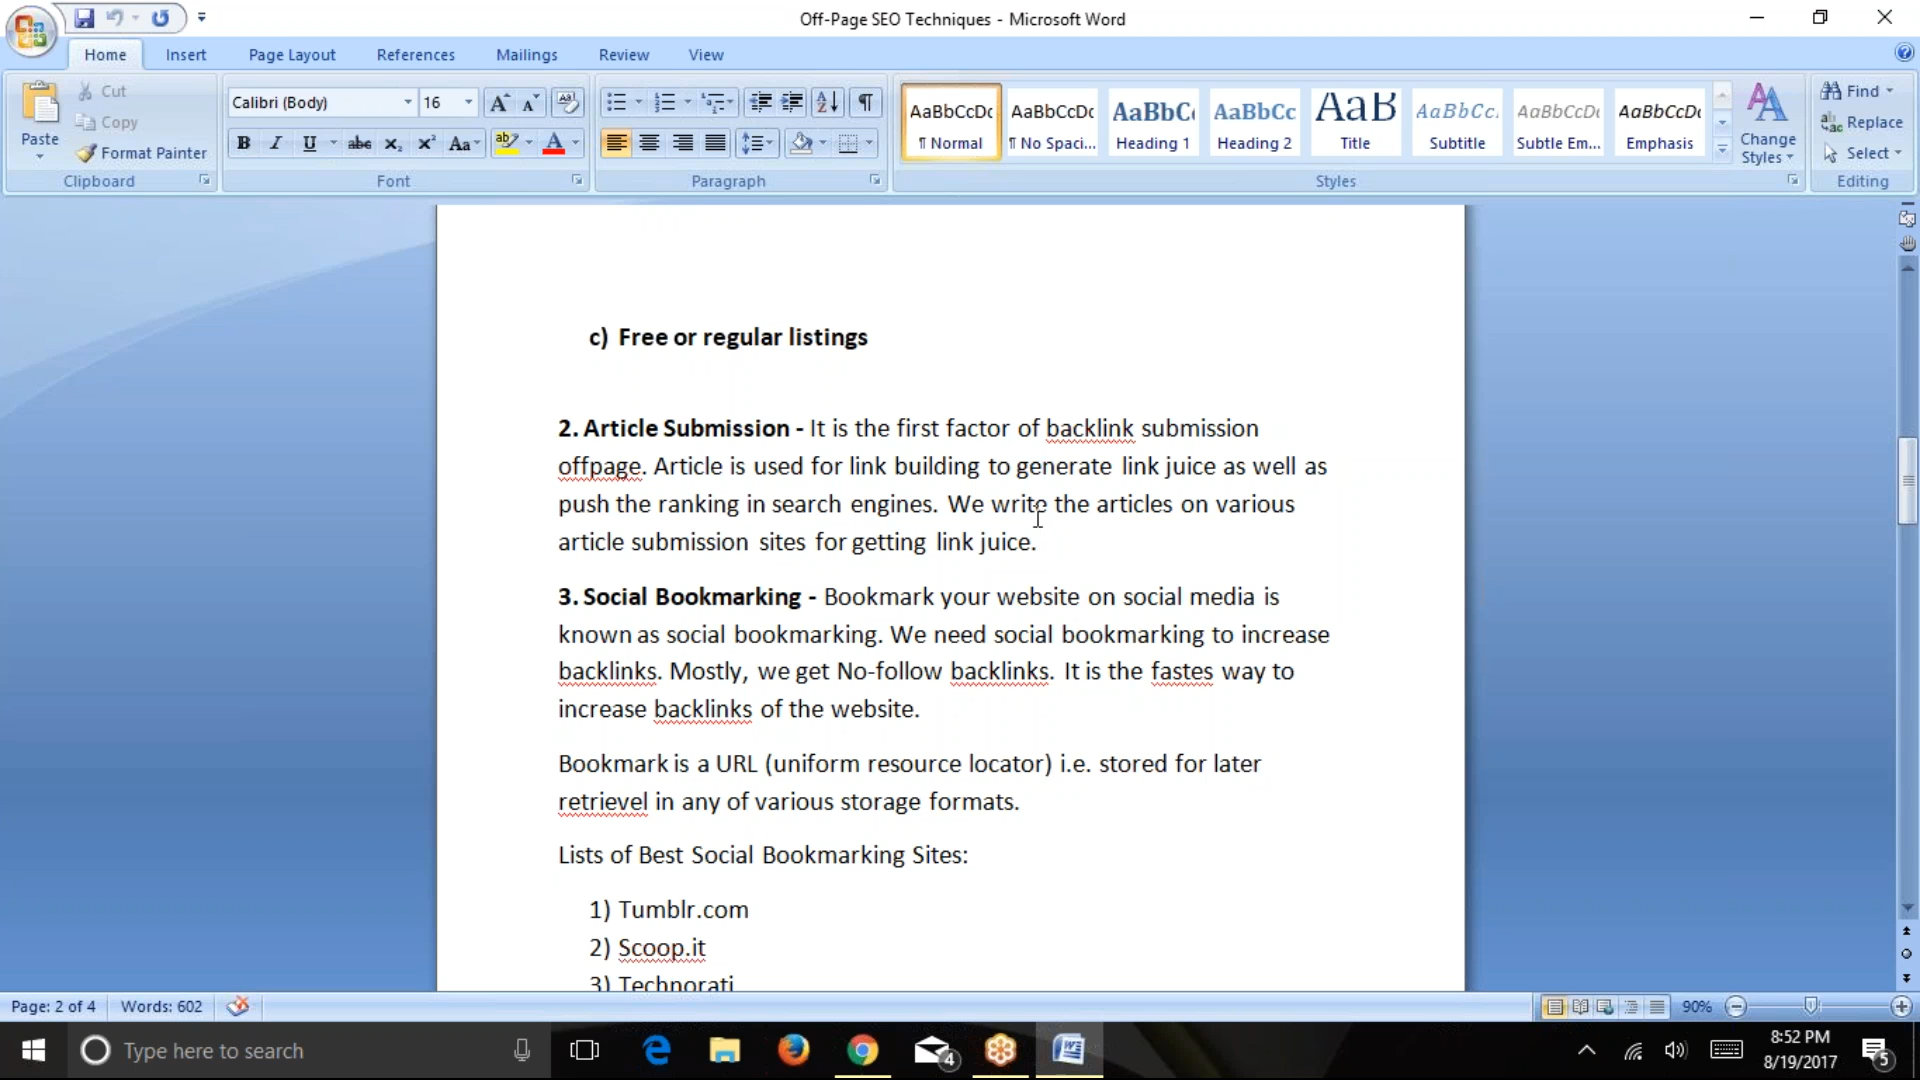 Off-Page SEO Techniques - Microsoft Word
Home Insert Page Layout References Mailings Review View
Paste
Cut
Copy
Format Painter
Clipboard
Calibri (Body) 16
Font
Paragraph
AaBbCcDc AaBbCcDc AaBbC( AaBbCc AaB AaBbCc. AaBbCcDc AaBbCcDc
¶ Normal ¶ No Spaci... Heading 1 Heading 2 Title Subtitle Subtle Em... Emphasis
Change
Styles
Styles
Find
Replace
Select
Editing
c) Free or regular listings
2. Article Submission - It is the first factor of backlink submission
offpage. Article is used for link building to generate link juice as well as
push the ranking in search engines. We write the articles on various
article submission sites for getting link juice.
3. Social Bookmarking - Bookmark your website on social media is
known as social bookmarking. We need social bookmarking to increase
backlinks. Mostly, we get No-follow backlinks. It is the fastes way to
increase backlinks of the website.
Bookmark is a URL (uniform resource locator) i.e. stored for later
retrievel in any of various storage formats.
Lists of Best Social Bookmarking Sites:
1) Tumblr.com
2) Scoop.it
3) Technorati
Page: 2 of 4 Words: 602 90%
Type here to search
4
8:52 PM
8/19/2017
5